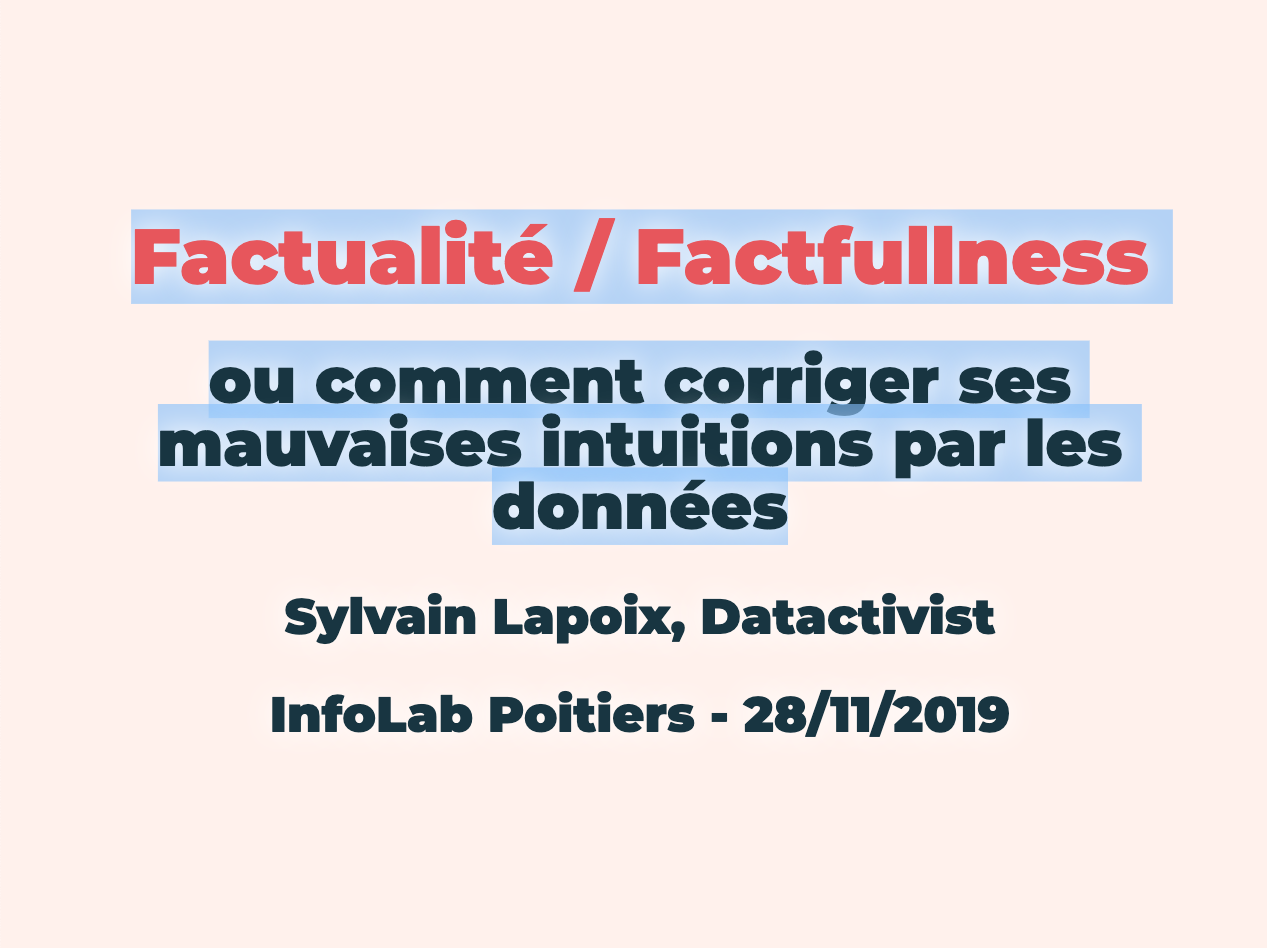 Factualité / Factfullness
ou comment corriger ses
mauvaises intuitions par les
données
Sylvain Lapoix, Datactivist
InfoLab Poitiers - 28/11/2019